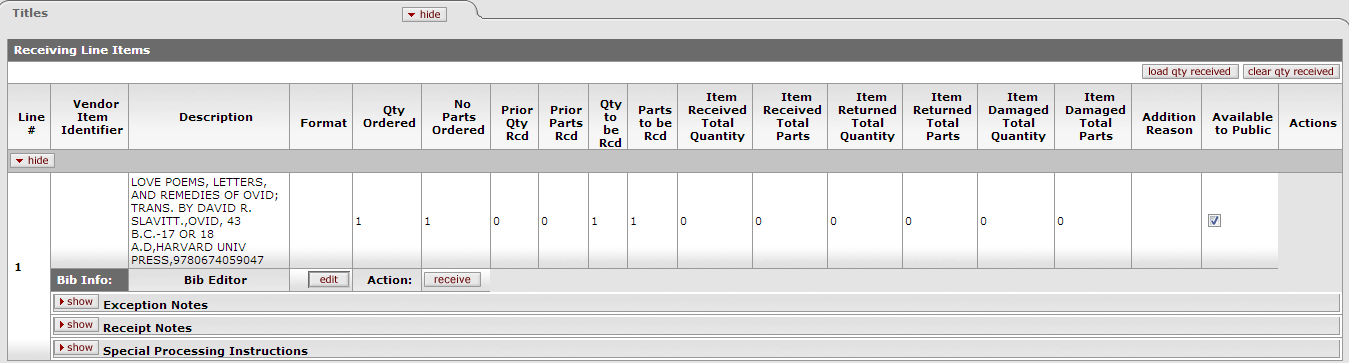 Titles
hide
Receiving Line Items
load qty received clear qty received
Line # Vendor Item Identifier Description Format Qty Ordered No Parts Ordered Prior Qty Rcd Prior Parts Rcd Qty to be Rcd Parts to be Rcd Item Received Total Quantity Item Received Total Parts Item Returned Total Quantity Item Returned Total Parts Item Damaged Total Quantity Item Damaged Total Parts Addition Reason Available to Public Actions
hide
1
LOVE POEMS, LETTERS,
AND REMEDIES OF OVID;
TRANS. BY DAVID R.
SLAVITT.,OVID, 43
B.C.-17 OR 18
A.D,HARVARD UNIV
PRESS,9780674059047
1 1 0 0 1 1 0 0 0 0 0 0
Bib Info: Bib Editor edit Action: receive
show Exception Notes
show Receipt Notes
show Special Processing Instructions